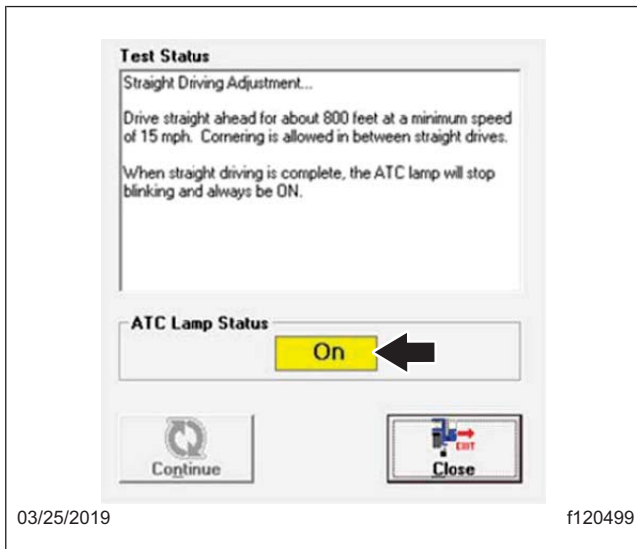 Test Status
Straight Driving Adjustment...
Drive straight ahead for about 800 feet at a minimum speed
of 15 mph. Cornering is allowed in between straight drives.
When straight driving is complete, the ATC lamp will stop
blinking and always be ON.
ATC Lamp Status
On
EXIT
Continue
Close
03/25/2019
f120499